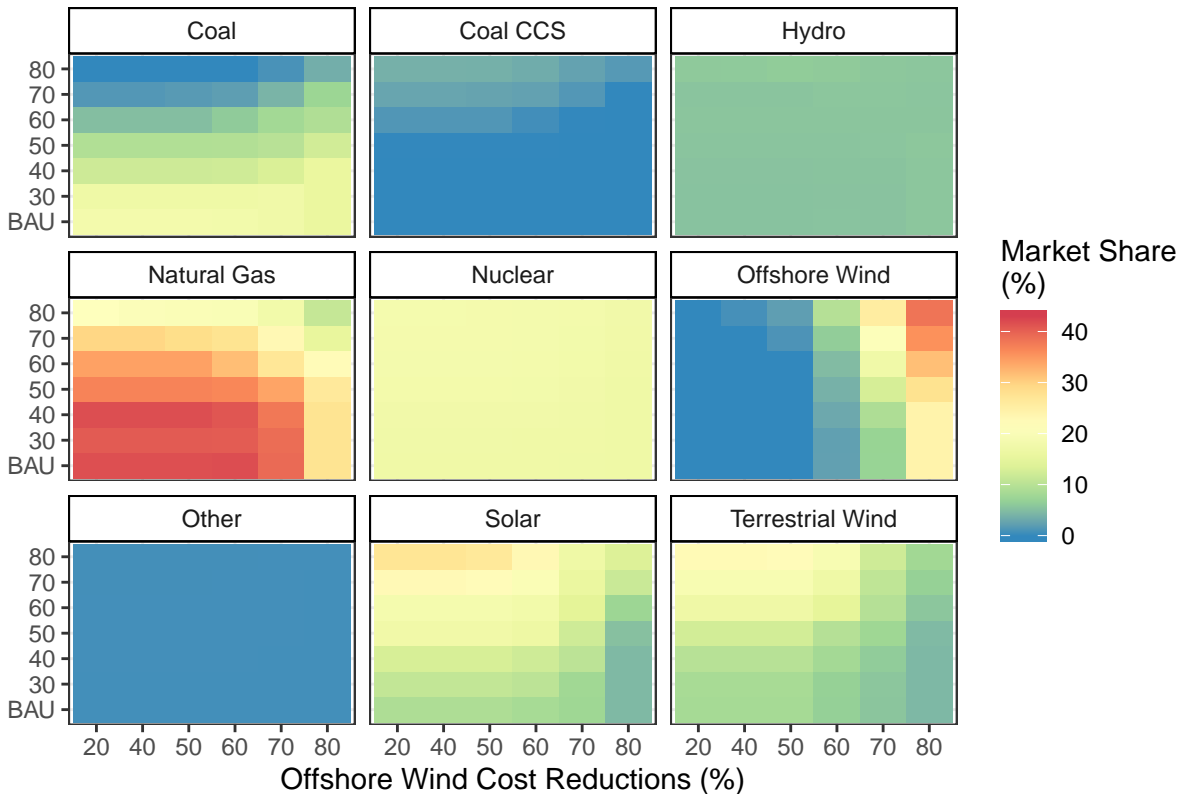 Coal Coal CCS Hydro
80
70
60
50
40
30
BAU
Natural Gas Nuclear Offshore Wind
80
70
60
50
40
30
BAU
Other Solar Terrestrial Wind
80
70
60
50
40
30
BAU
20 40 50 60 70 80 20 40 50 60 70 80 20 40 50 60 70 80
Offshore Wind Cost Reductions (%)
Market Share
(%)
40
30
20
10
0